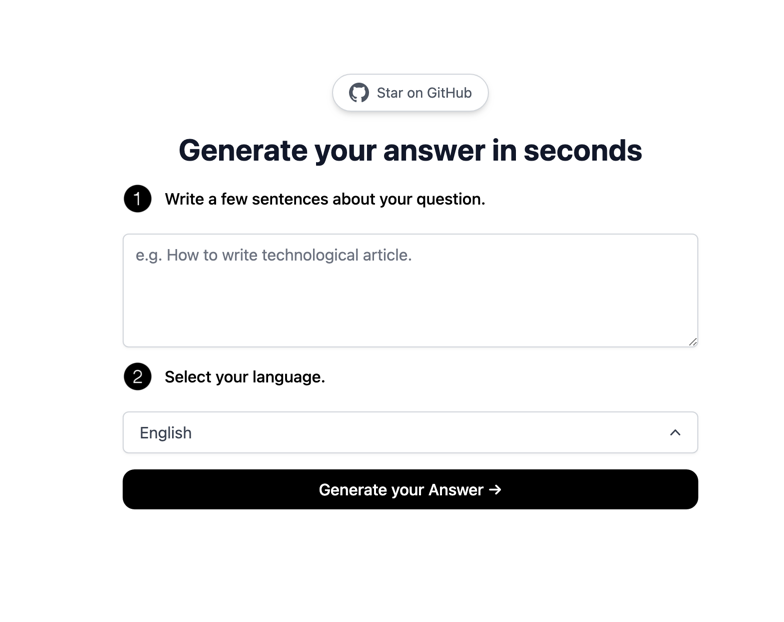 Star on GitHub
Generate your answer in seconds
1 Write a few sentences about your question.
e.g. How to write technological article.
2 Select your language.
English
Generate your Answer →